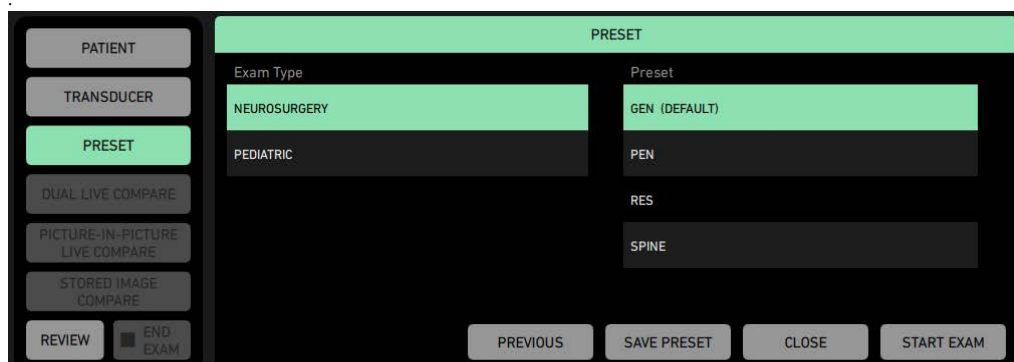 PATIENT
TRANSDUCER
PRESET
DUAL LIVE COMPARE
PICTURE-IN-PICTURE
LIVE COMPARE
STORED IMAGE
COMPARE
REVIEW
END
EXAM
PRESET
Exam Type
NEUROSURGERY
PEDIATRIC
Preset
GEN (DEFAULT)
PEN
RES
SPINE
PREVIOUS
SAVE PRESET
CLOSE
START EXAM